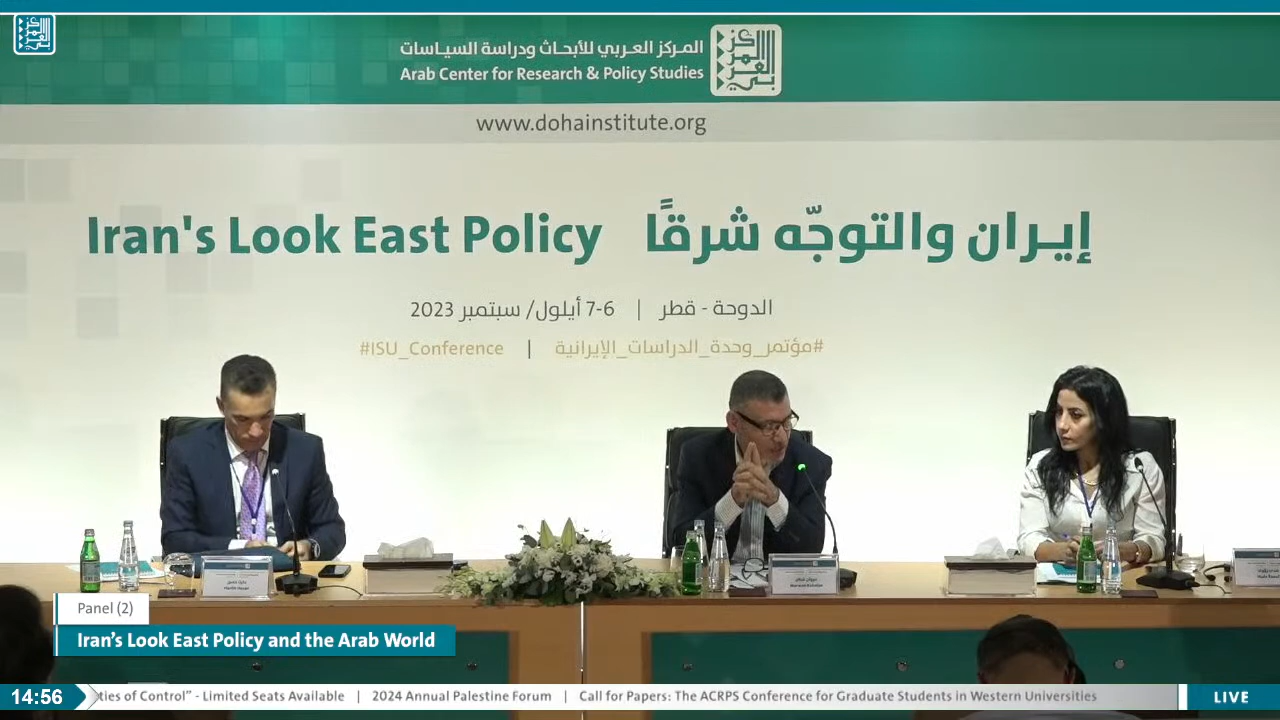 المركز العربي للأبحاث ودراسة السياسات
Arab Center for Research & Policy Studies
www.dohainstitute.org
إيران والتوجّه شرقًا
Iran's Look East Policy
الدوحة - قطر | 6-7 أيلول/ سبتمبر 2023
#مؤتمر_وحدة_الدراسات_الإيرانية | #ISU_Conference
Panel (2)
Iran's Look East Policy and the Arab World
14:56
ties of Control" - Limited Seats Available | 2024 Annual Palestine Forum | Call for Papers: The ACRPS Conference for Graduate Students in Western Universities
LIVE